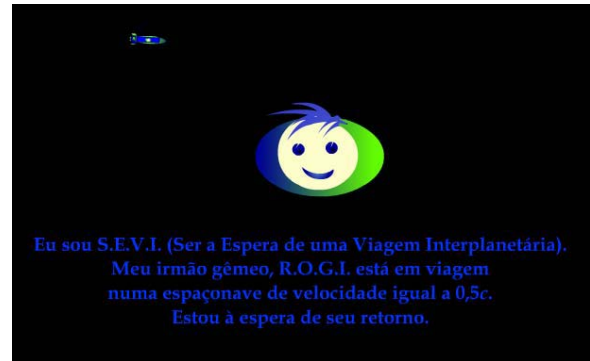 Eu sou S.E.V.I. (Ser a Espera de uma Viagem Interplanetária).
Meu irmão gêmeo, R.O.G.I. está em viagem
numa espaçonave de velocidade igual a 0,5c.
Estou à espera de seu retorno.